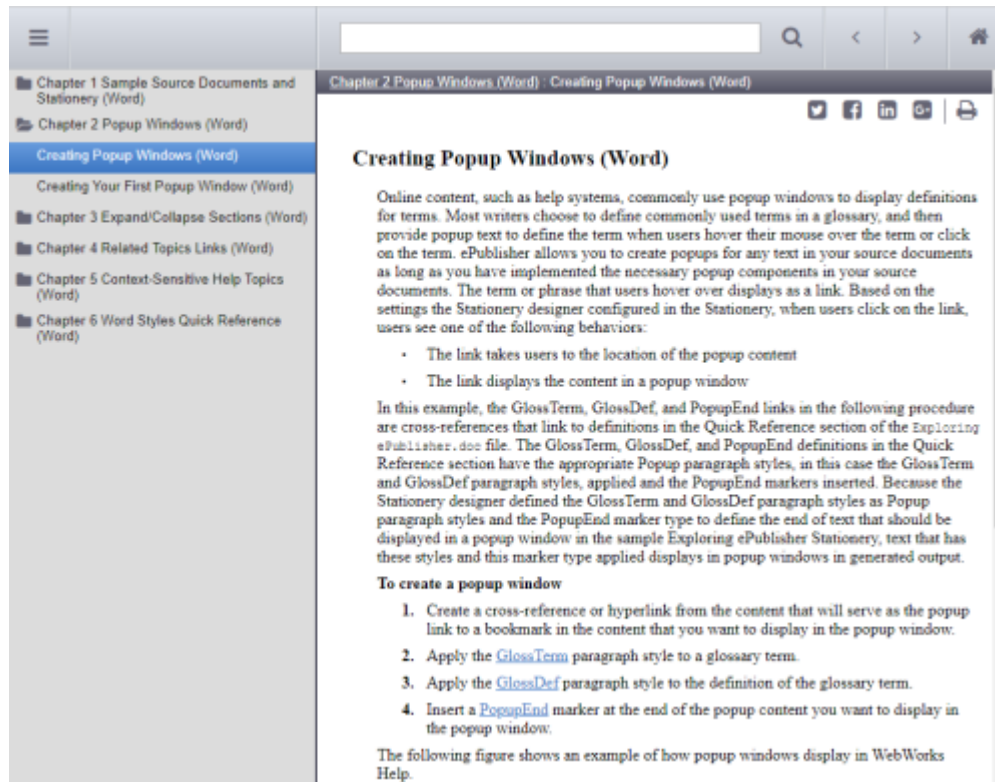 Chapter 1 Sample Source Documents and
Stationery (Word)
Chapter 2 Popup Windows (Word)
Creating Popup Windows (Word)
Creating Your First Popup Window (Word)
Chapter 3 Expand/Collapse Sections (Word)
Chapter 4 Related Topics Links (Word)
Chapter 5 Context-Sensitive Help Topics
(Word)
Chapter 6 Word Styles Quick Reference
(Word)
Chapter 2 Popup Windows (Word) : Creating Popup Windows (Word)
Creating Popup Windows (Word)
Online content, such as help systems, commonly use popup windows to display definitions
for terms. Most writers choose to define commonly used terms in a glossary, and then
provide popup text to define the term when users hover their mouse over the term or click
on the term. ePublisher allows you to create popups for any text in your source documents
as long as you have implemented the necessary popup components in your source
documents. The term or phrase that users hover over displays as a link. Based on the
settings the Stationery designer configured in the Stationery, when users click on the link,
users see one of the following behaviors:
• The link takes users to the location of the popup content
• The link displays the content in a popup window
In this example, the GlossTerm, GlossDef, and PopupEnd links in the following procedure
are cross-references that link to definitions in the Quick Reference section of the Exploring
ePublisher.doc file. The GlossTerm, GlossDef, and PopupEnd definitions in the Quick
Reference section have the appropriate Popup paragraph styles, in this case the GlossTerm
and GlossDef paragraph styles, applied and the PopupEnd markers inserted. Because the
Stationery designer defined the GlossTerm and GlossDef paragraph styles as Popup
paragraph styles and the PopupEnd marker type to define the end of text that should be
displayed in a popup window in the sample Exploring ePublisher Stationery, text that has
these styles and this marker type applied displays in popup windows in generated output.
To create a popup window
1. Create a cross-reference or hyperlink from the content that will serve as the popup
link to a bookmark in the content that you want to display in the popup window.
2. Apply the GlossTerm paragraph style to a glossary term.
3. Apply the GlossDef paragraph style to the definition of the glossary term.
4. Insert a PopupEnd marker at the end of the popup content you want to display in
the popup window.
The following figure shows an example of how popup windows display in WebWorks
Help.